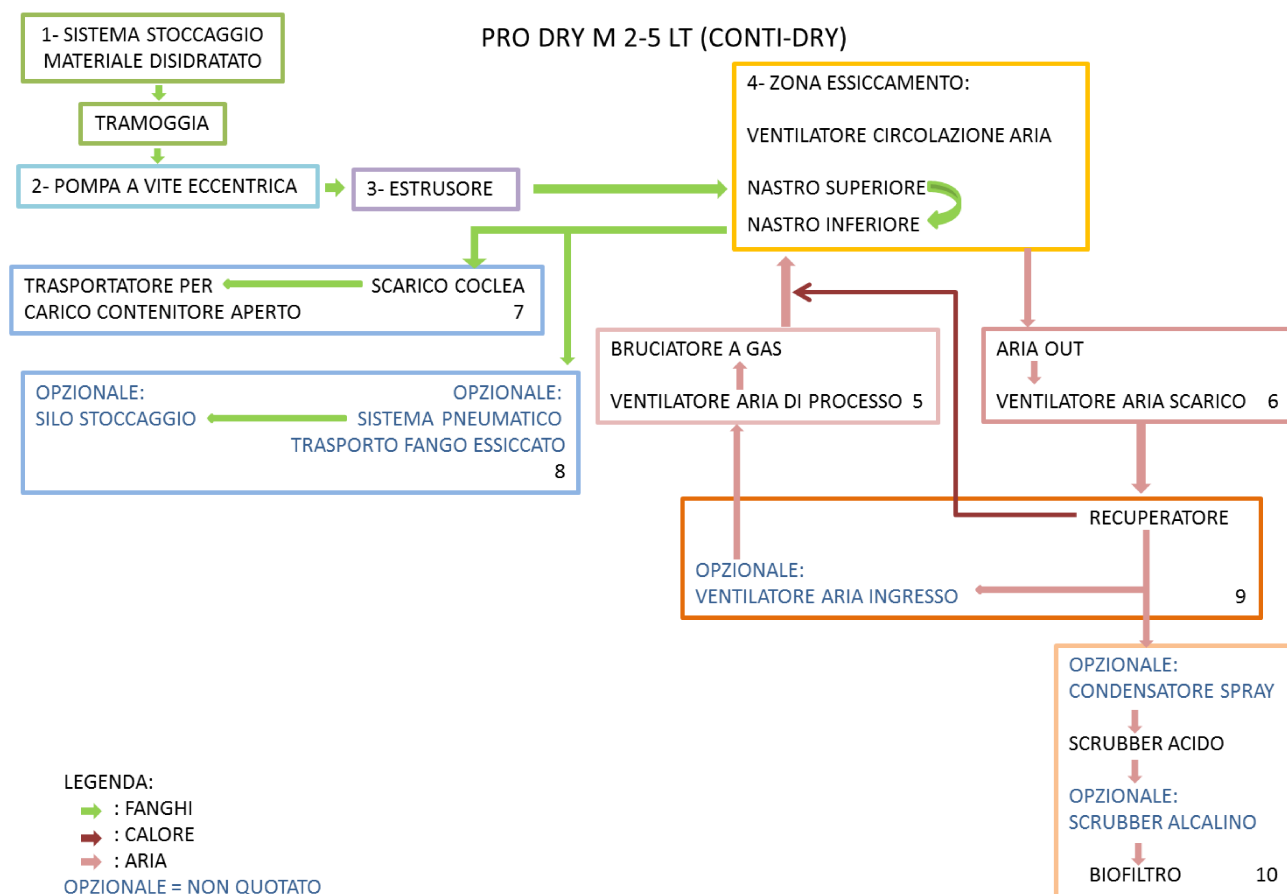 PRO DRY M 2-5 LT (CONTI-DRY)
1- SISTEMA STOCCAGGIO
MATERIALE DISIDRATATO
TRAMOGGIA
2- POMPA A VITE ECCENTRICA
3- ESTRUSORE
4- ZONA ESSICCAMENTO:
VENTILATORE CIRCOLAZIONE ARIA
NASTRO SUPERIORE
NASTRO INFERIORE
TRASPORTATORE PER
CARICO CONTENITORE APERTO
SCARICO COCLEA
7
OPZIONALE:
SILO STOCCAGGIO
OPZIONALE:
SISTEMA PNEUMATICO
TRASPORTO FANGO ESSICCATO
8
BRUCIATORE A GAS
VENTILATORE ARIA DI PROCESSO 5
ARIA OUT
VENTILATORE ARIA SCARICO 6
RECUPERATORE
OPZIONALE:
VENTILATORE ARIA INGRESSO
9
OPZIONALE:
CONDENSATORE SPRAY
SCRUBBER ACIDO
OPZIONALE:
SCRUBBER ALCALINO
BIOFILTRO 10
LEGENDA:
: FANGHI
: CALORE
: ARIA
OPZIONALE = NON QUOTATO